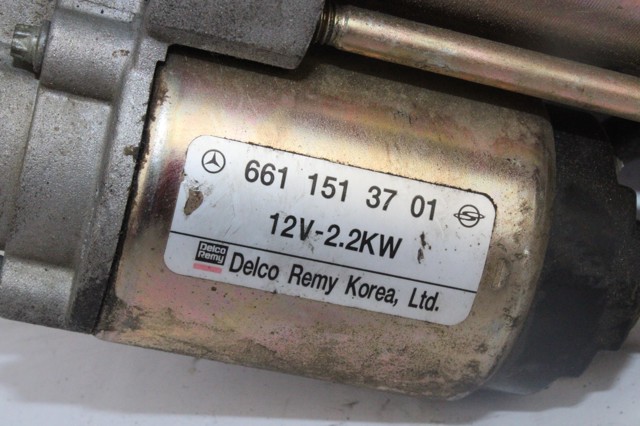 661 151 37 01
12V-2.2KW
Delco Remy
Delco Remy Korea, Ltd.